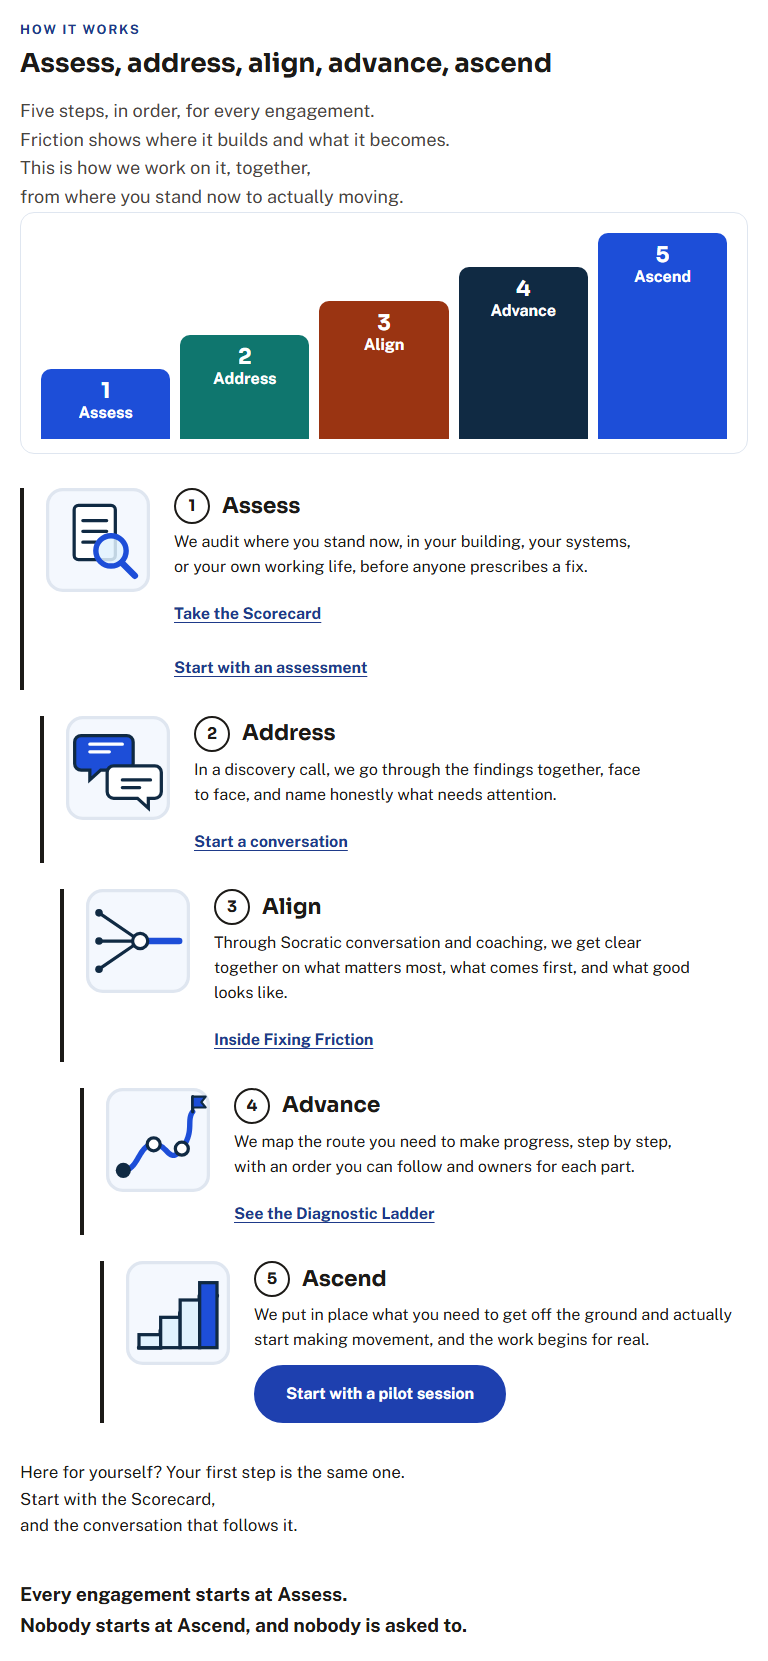 HOW IT WORKS
Assess, address, align, advance, ascend
Five steps, in order, for every engagement.
Friction shows where it builds and what it becomes.
This is how we work on it, together,
from where you stand now to actually moving.
1
Assess
2
Address
3
Align
4
Advance
5
Ascend
1 Assess
We audit where you stand now, in your building, your systems,
or your own working life, before anyone prescribes a fix.
Take the Scorecard
Start with an assessment
2 Address
In a discovery call, we go through the findings together, face
to face, and name honestly what needs attention.
Start a conversation
3 Align
Through Socratic conversation and coaching, we get clear
together on what matters most, what comes first, and what good
looks like.
Inside Fixing Friction
4 Advance
We map the route you need to make progress, step by step,
with an order you can follow and owners for each part.
See the Diagnostic Ladder
5 Ascend
We put in place what you need to get off the ground and actually
start making movement, and the work begins for real.
Start with a pilot session
Here for yourself? Your first step is the same one.
Start with the Scorecard,
and the conversation that follows it.
Every engagement starts at Assess.
Nobody starts at Ascend, and nobody is asked to.